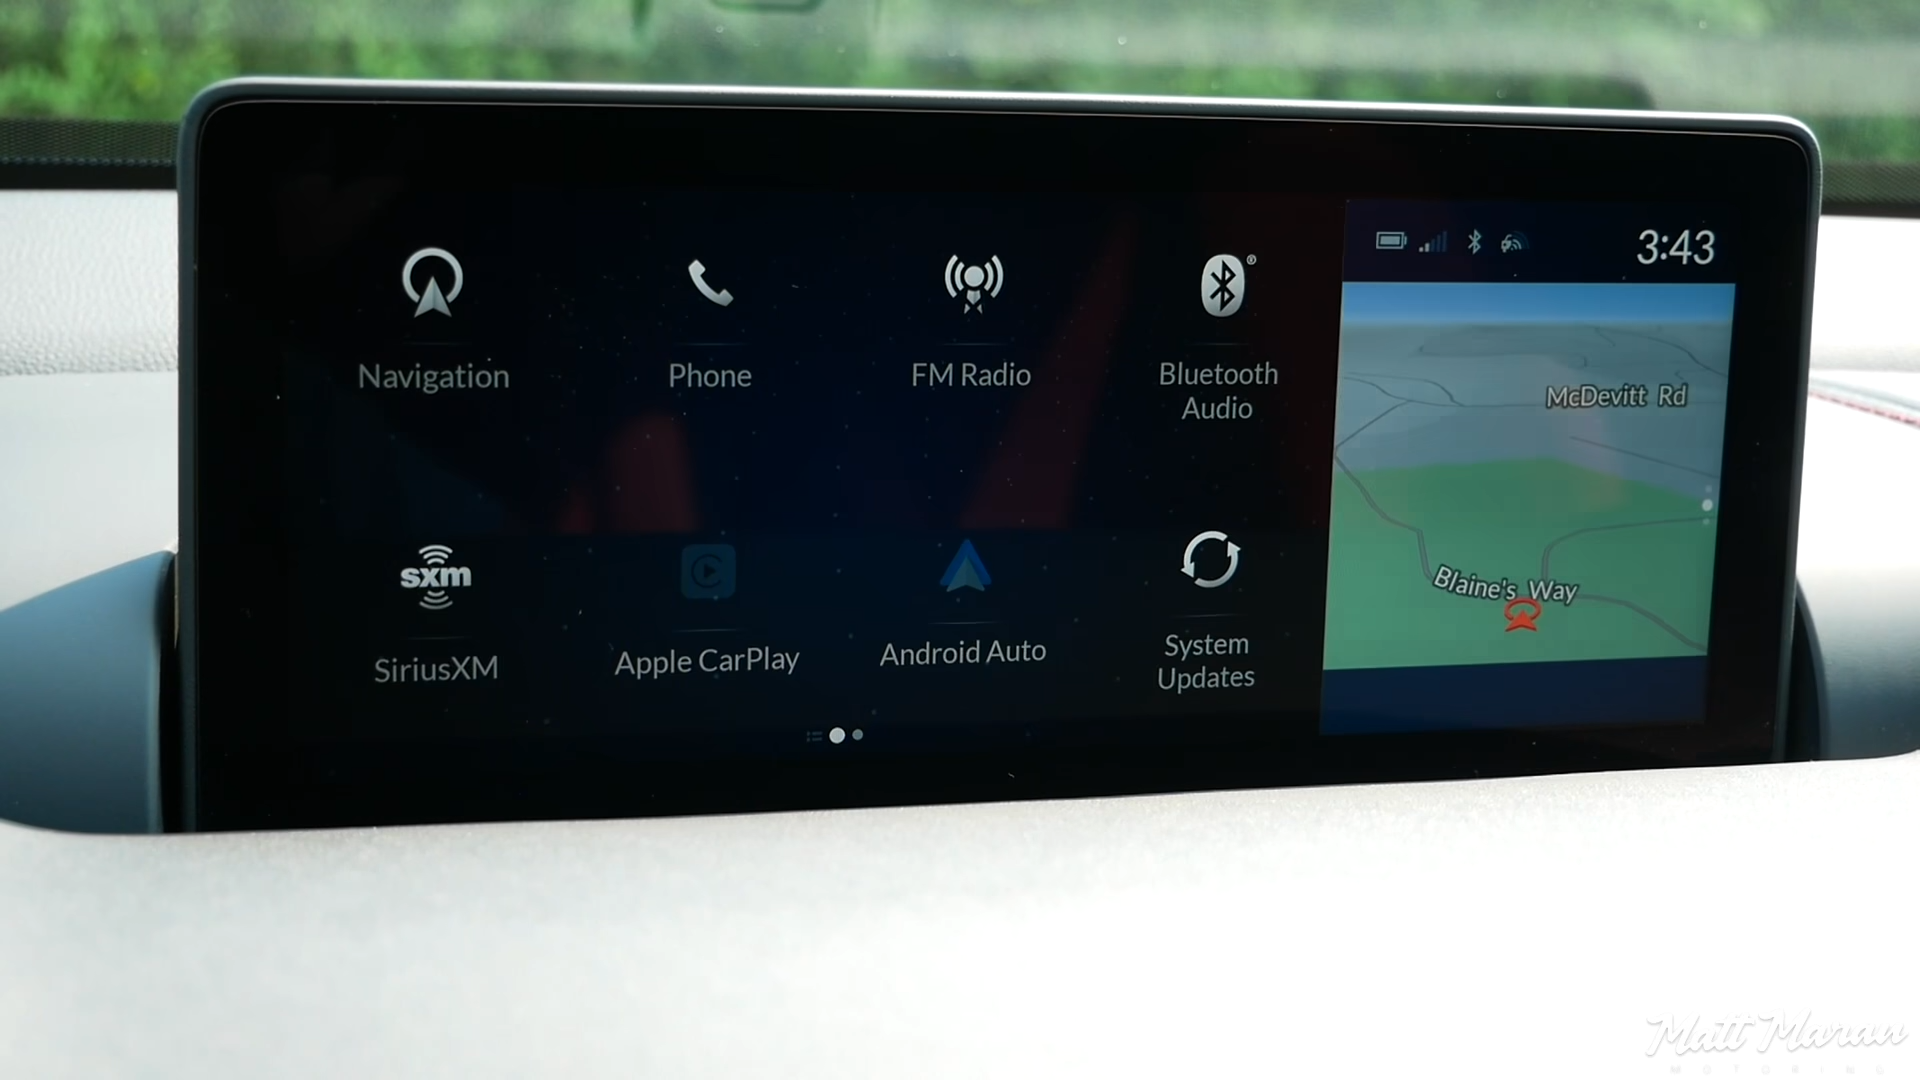 3:43
Navigation
Phone
FM Radio
Bluetooth
Audio
McDevitt Rd
Blaine's Way
sxm
SiriusXM
Apple CarPlay
Android Auto
System
Updates
Matt Maran
MOTORING